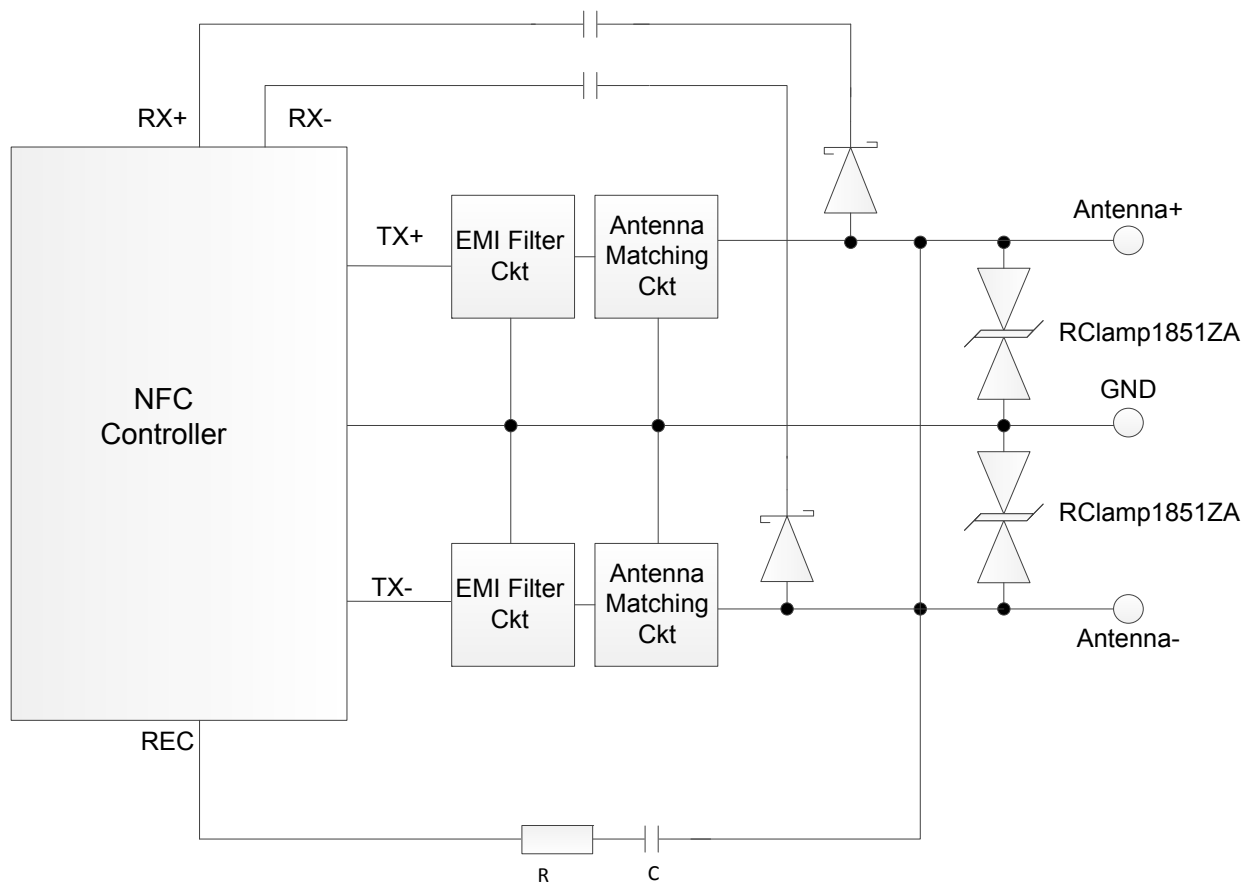 RX+
RX-
TX+
EMI Filter
Ckt
Antenna
Matching
Ckt
Antenna+
RClamp1851ZA
NFC
Controller
GND
RClamp1851ZA
TX-
EMI Filter
Ckt
Antenna
Matching
Ckt
Antenna-
REC
R
C